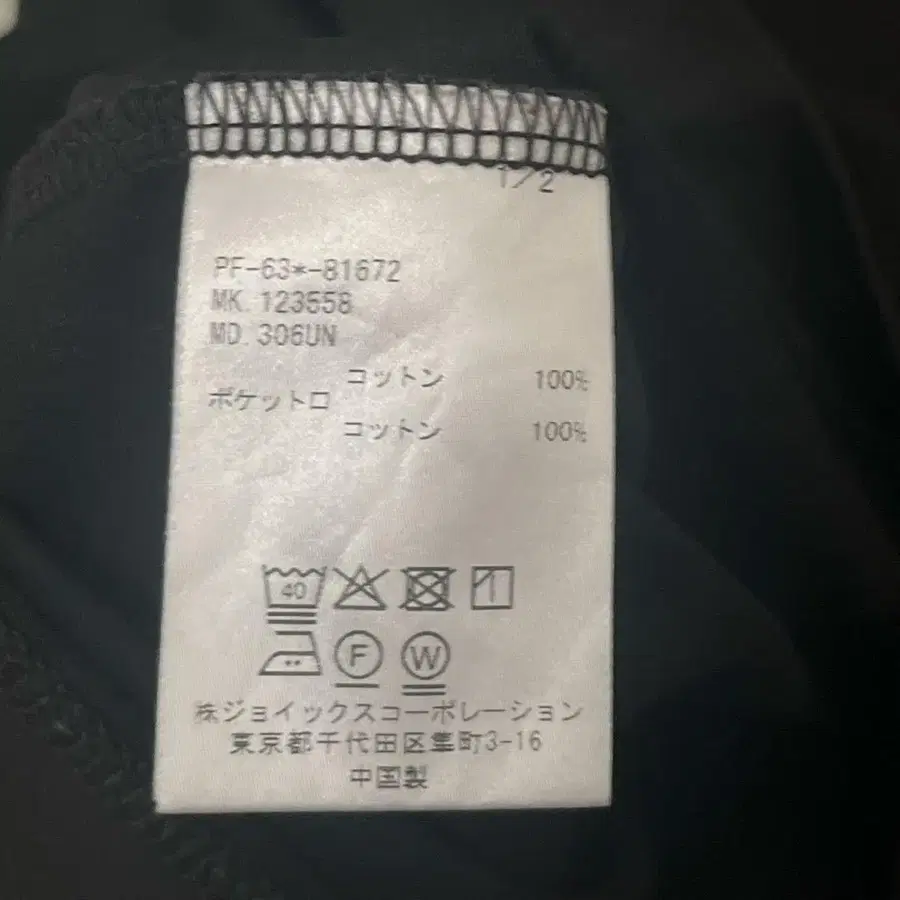 1/2
PF-63*-81672
MK. 123558
MD. 306UN
コットン 100%
ポケット口
コットン 100%
40
F W
株ジョイックスコーポレーション
東京都千代田区隼町3-16
中国製